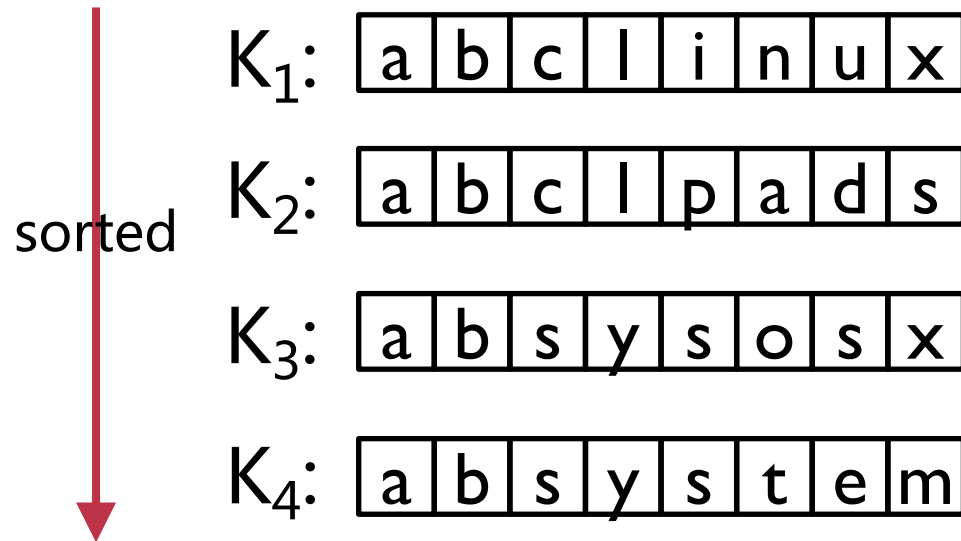 K₁: a b c l i n u x
K₂: a b c l p a d s
sorted
K₃: a b s y s o s x
K₄: a b s y s t e m